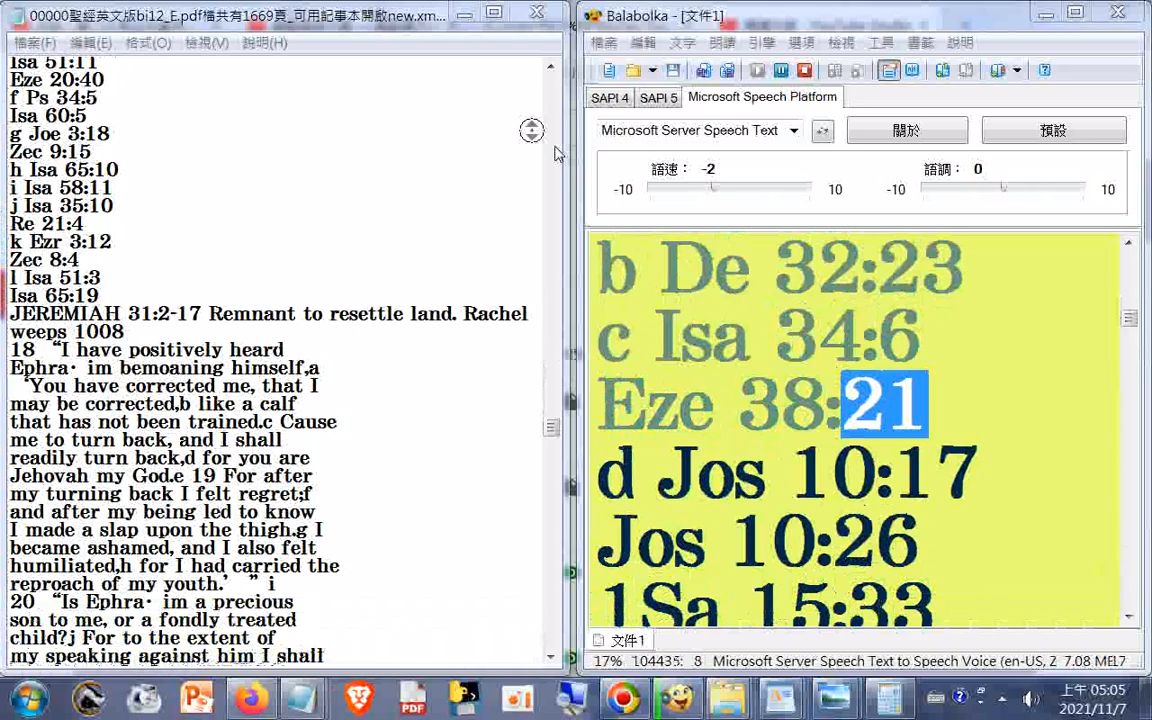 00000聖經英文版bi12_E.pdf檔共有1669頁_可用記事本開啟new.xm...
檔案(F) 編輯(E) 格式(O) 檢視(V) 說明(H)
Isa 51:11
Eze 20:40
f Ps 34:5
Isa 60:5
g Joe 3:18
Zec 9:15
h Isa 65:10
i Isa 58:11
j Isa 35:10
Re 21:4
k Ezr 3:12
Zec 8:4
l Isa 51:3
Isa 65:19
JEREMIAH 31:2-17 Remnant to resettle land. Rachel
weeps 1008
18 “I have positively heard
Ephra· im bemoaning himself,a
‘You have corrected me, that I
may be corrected,b like a calf
that has not been trained.c Cause
me to turn back, and I shall
readily turn back,d for you are
Jehovah my God.e 19 For after
my turning back I felt regret;f
and after my being led to know
I made a slap upon the thigh.g I
became ashamed, and I also felt
humiliated,h for I had carried the
reproach of my youth.’ ”i
20 “Is Ephra· im a precious
son to me, or a fondly treated
child?j For to the extent of
my speaking against him I shall
Balabolka - [文件1]
檔案 編輯 文字 朗讀 引擎 選項 檢視 工具 書籤 說明
SAPI 4 SAPI 5 Microsoft Speech Platform
Microsoft Server Speech Text 關於 預設
語速： -2 語調： 0
-10 10 -10 10
b De 32:23
c Isa 34:6
Eze 38:21
d Jos 10:17
Jos 10:26
1Sa 15:33
文件1
17% 104435: 8 Microsoft Server Speech Text to Speech Voice (en-US, 2 7.08 MEL7
PDF
上午 05:05
2021/11/7